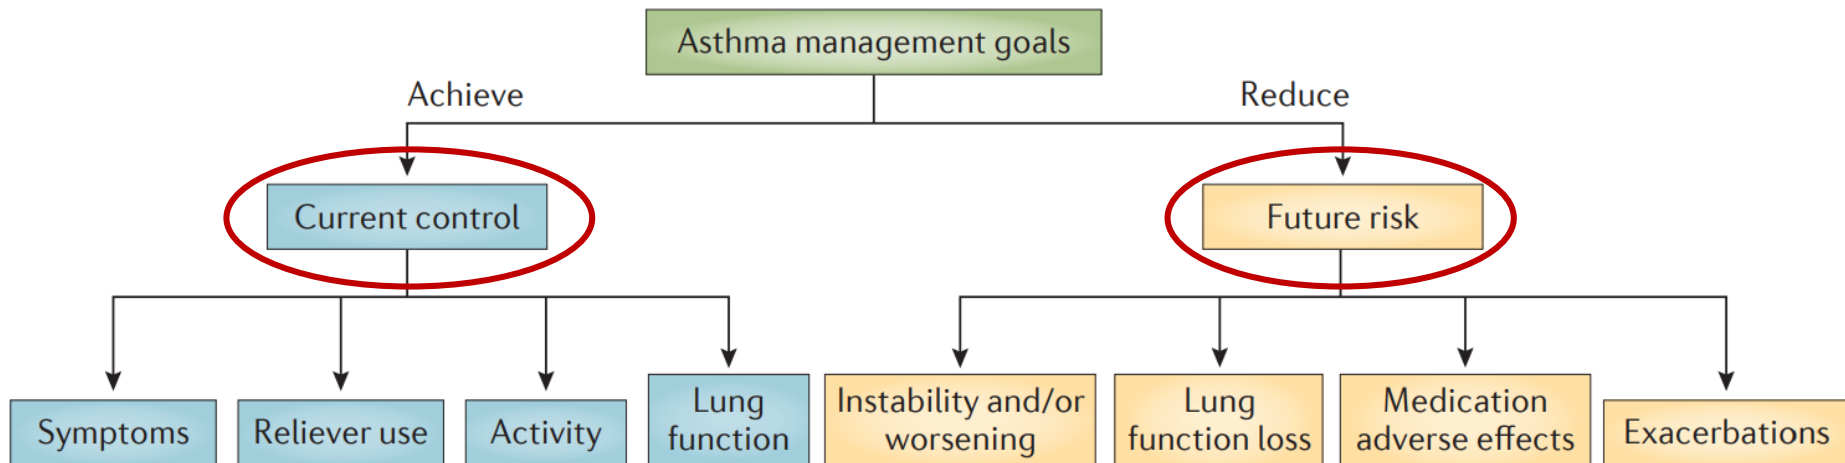 Asthma management goals
Achieve
Reduce
Current control
Future risk
Symptoms
Reliever use
Activity
Lung
function
Instability and/or
worsening
Lung
function loss
Medication
adverse effects
Exacerbations